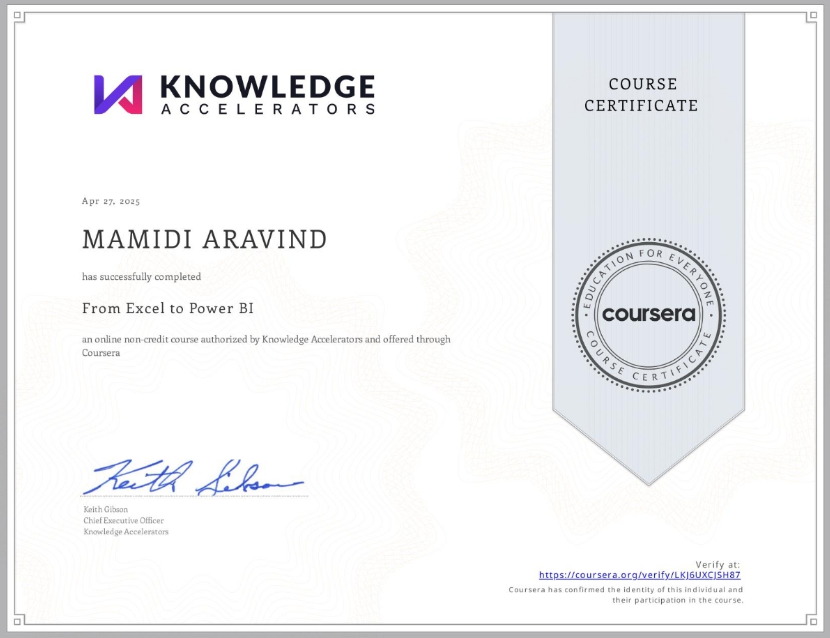 KNOWLEDGE
ACCELERATORS
COURSE
CERTIFICATE
Apr 27, 2025
MAMIDI ARAVIND
has successfully completed
From Excel to Power BI
an online non-credit course authorized by Knowledge Accelerators and offered through
Coursera
EDUCATION FOR EVERYONE
coursera
COURSE CERTIFICATE
Keith Gibson
Keith Gibson
Chief Executive Officer
Knowledge Accelerators
Verify at:
https://coursera.org/verify/LKJ6UXCJSH87
Coursera has confirmed the identity of this individual and
their participation in the course.